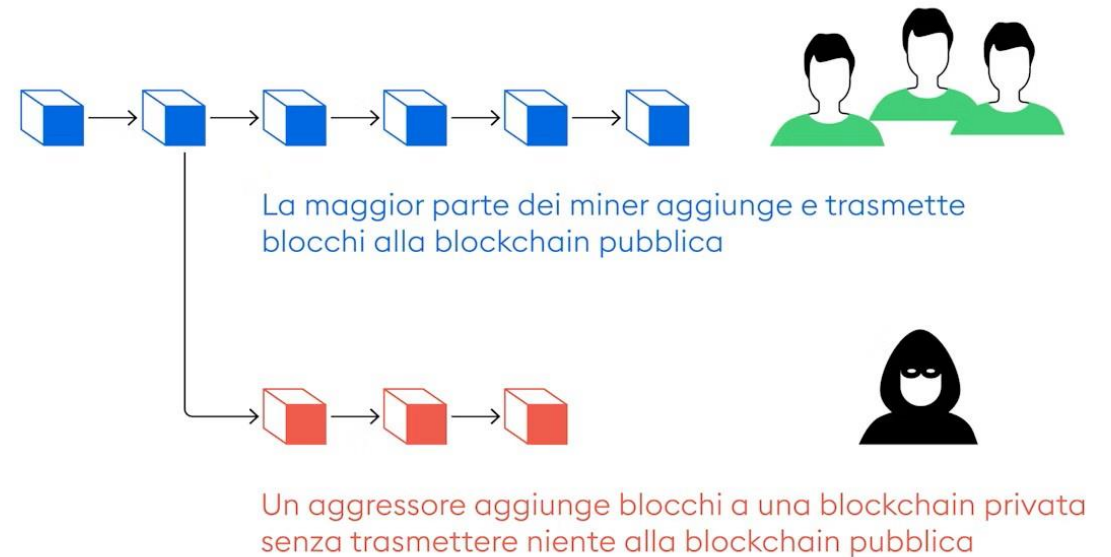 La maggior parte dei miner aggiunge e trasmette
blocchi alla blockchain pubblica
Un aggressore aggiunge blocchi a una blockchain privata
senza trasmettere niente alla blockchain pubblica